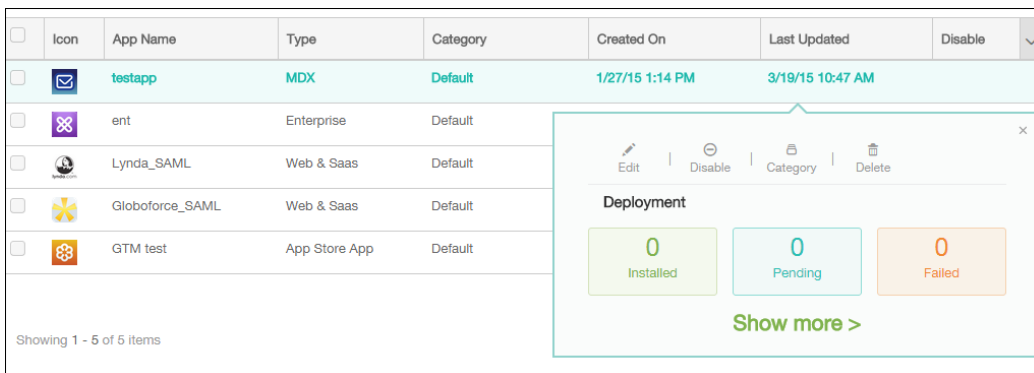 Icon App Name Type Category Created On Last Updated Disable
testapp MDX Default 1/27/15 1:14 PM 3/19/15 10:47 AM
ent Enterprise Default
lynda.com Lynda_SAML Web & Saas Default
Globoforce_SAML Web & Saas Default
GTM test App Store App Default
Edit Disable Category Delete
Deployment
0 0 0
Installed Pending Failed
Show more >
Showing 1 - 5 of 5 items